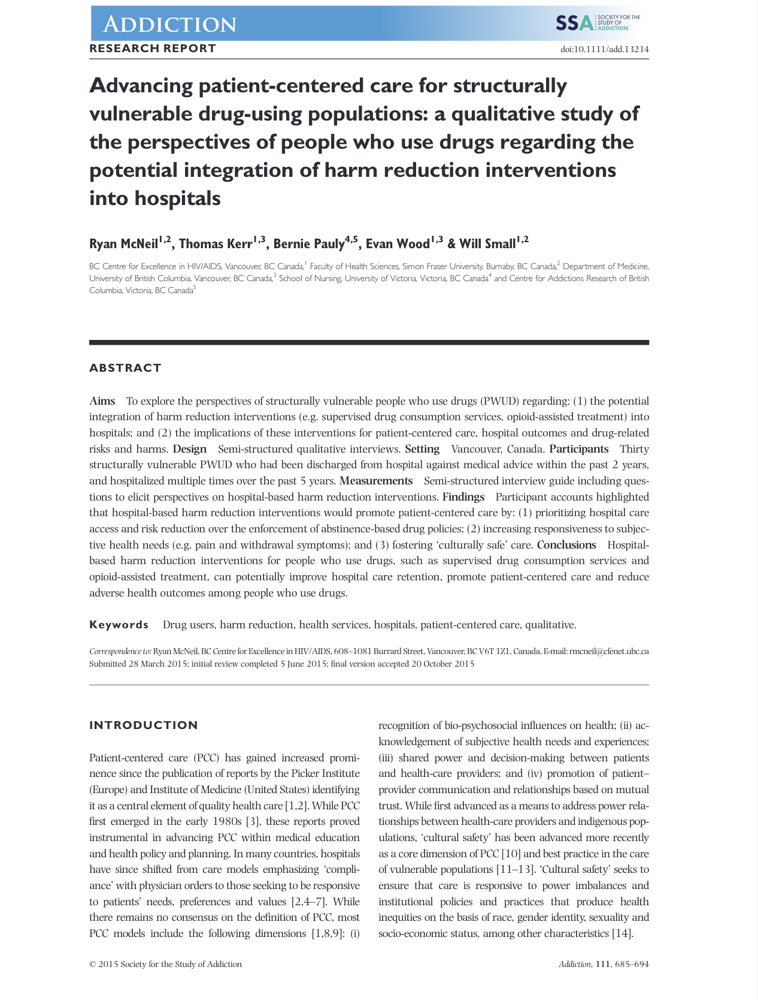 ADDICTION
SSA SOCIETY FOR THE
STUDY OF
ADDICTION
RESEARCH REPORT
doi:10.1111/add.13214
Advancing patient-centered care for structurally
vulnerable drug-using populations: a qualitative study of
the perspectives of people who use drugs regarding the
potential integration of harm reduction interventions
into hospitals
Ryan McNeil1,2, Thomas Kerr1,3, Bernie Pauly4,5, Evan Wood1,3 & Will Small1,2
BC Centre for Excellence in HIV/AIDS, Vancouver, BC Canada,1 Faculty of Health Sciences, Simon Fraser University, Burnaby, BC Canada,2 Department of Medicine,
University of British Columbia, Vancouver, BC Canada,3 School of Nursing, University of Victoria, Victoria, BC Canada4 and Centre for Addictions Research of British
Columbia, Victoria, BC Canada5
ABSTRACT
Aims To explore the perspectives of structurally vulnerable people who use drugs (PWUD) regarding: (1) the potential
integration of harm reduction interventions (e.g. supervised drug consumption services, opioid-assisted treatment) into
hospitals; and (2) the implications of these interventions for patient-centered care, hospital outcomes and drug-related
risks and harms. Design Semi-structured qualitative interviews. Setting Vancouver, Canada. Participants Thirty
structurally vulnerable PWUD who had been discharged from hospital against medical advice within the past 2 years,
and hospitalized multiple times over the past 5 years. Measurements Semi-structured interview guide including ques-
tions to elicit perspectives on hospital-based harm reduction interventions. Findings Participant accounts highlighted
that hospital-based harm reduction interventions would promote patient-centered care by: (1) prioritizing hospital care
access and risk reduction over the enforcement of abstinence-based drug policies; (2) increasing responsiveness to subjec-
tive health needs (e.g. pain and withdrawal symptoms); and (3) fostering ‘culturally safe’ care. Conclusions Hospital-
based harm reduction interventions for people who use drugs, such as supervised drug consumption services and
opioid-assisted treatment, can potentially improve hospital care retention, promote patient-centered care and reduce
adverse health outcomes among people who use drugs.
Keywords Drug users, harm reduction, health services, hospitals, patient-centered care, qualitative.
Correspondence to: Ryan McNeil, BC Centre for Excellence in HIV/AIDS, 608–1081 Burrard Street, Vancouver, BC V6T 1Z1, Canada. E-mail: rmcneil@cfenet.ubc.ca
Submitted 28 March 2015; initial review completed 5 June 2015; final version accepted 20 October 2015
INTRODUCTION
Patient-centered care (PCC) has gained increased promi-
nence since the publication of reports by the Picker Institute
(Europe) and Institute of Medicine (United States) identifying
it as a central element of quality health care [1,2]. While PCC
first emerged in the early 1980s [3], these reports proved
instrumental in advancing PCC within medical education
and health policy and planning. In many countries, hospitals
have since shifted from care models emphasizing ‘compli-
ance’ with physician orders to those seeking to be responsive
to patients’ needs, preferences and values [2,4–7]. While
there remains no consensus on the definition of PCC, most
PCC models include the following dimensions [1,8,9]: (i)
recognition of bio-psychosocial influences on health; (ii) ac-
knowledgement of subjective health needs and experiences;
(iii) shared power and decision-making between patients
and health-care providers; and (iv) promotion of patient–
provider communication and relationships based on mutual
trust. While first advanced as a means to address power rela-
tionships between health-care providers and indigenous pop-
ulations, ‘cultural safety’ has been advanced more recently
as a core dimension of PCC [10] and best practice in the care
of vulnerable populations [11–13]. ‘Cultural safety’ seeks to
ensure that care is responsive to power imbalances and
institutional policies and practices that produce health
inequities on the basis of race, gender identity, sexuality and
socio-economic status, among other characteristics [14].
© 2015 Society for the Study of Addiction
Addiction, 111, 685–694